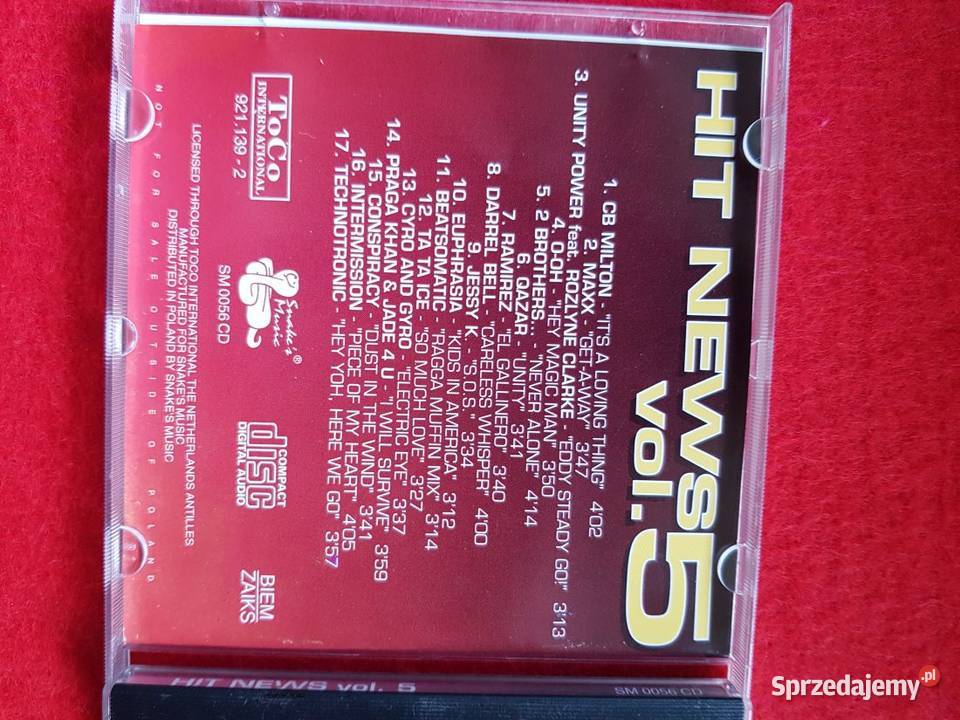 HIT NEWS 5
vol.
1. CB MILTON - "IT'S A LOVING THING" 4'02
2. MAXX - "GET-A-WAY" 3'47
3. UNITY POWER feat. ROZLYNE CLARKE - "EDDY STEADY GO!" 3'13
4. O-OH - "HEY MAGIC MAN" 3'50
5. 2 BROTHERS... - "NEVER ALONE" 4'14
6. QAZAR - "UNITY" 3'41
7. RAMIREZ - "EL GALLINERO" 3'40
8. DARREL BELL - "CARELESS WHISPER" 4'00
9. JESSY K. - "S.O.S." 3'34
10. EUPHRASIA - "KIDS IN AMERICA" 3'12
11. BEATSOMATIC - "RAGGA MUFFIN MIX" 3'14
12. TA TA ICE - "SO MUCH LOVE" 3'27
13. CYRO AND GYRO - "ELECTRIC EYE" 3'37
14. PRAGA KHAN & JADE 4 U - "I WILL SURVIVE" 3'59
15. CONSPIRACY - "DUST IN THE WIND" 3'41
16. INTERMISSION - "PIECE OF MY HEART" 4'05
17. TECHNOTRONIC - "HEY YOH, HERE WE GO" 3'57
ToCo
INTERNATIONAL
921.139 - 2
Snake's ®
Music
SM 0056 CD
COMPACT
disc
DIGITAL AUDIO
BIEM
ZAIKS
LICENSED THROUGH TOCO INTERNATIONAL THE NETHERLANDS ANTILLES
MANUFACTURED FOR SNAKE'S MUSIC
DISTRIBUTED IN POLAND BY SNAKE'S MUSIC
NOT FOR SALE OUTSIDE OF POLAND
HIT NEWS vol. 5
SM 0056 CD
Sprzedajemy.pl